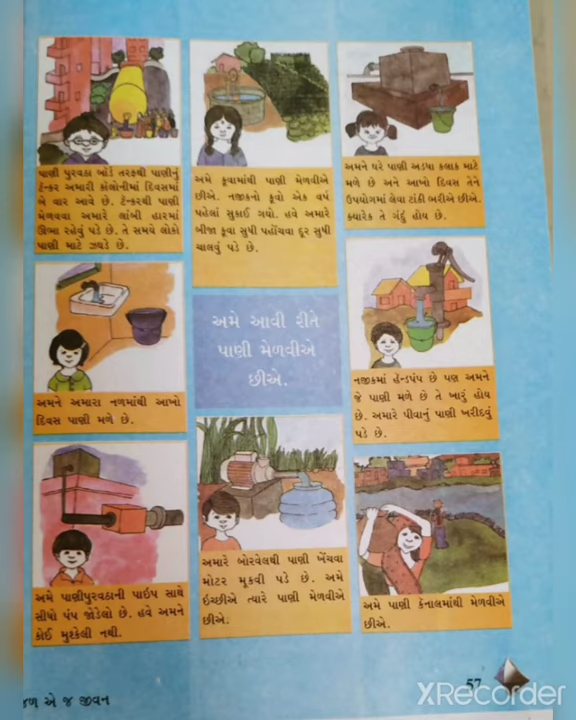 પાણી પુરવઠા બોર્ડ તરફથી પાણીનું
ટેન્કર અમારી કોલોનીમાં દિવસમાં
બે વાર આવે છે. ટેન્કરથી પાણી
મેળવવા અમારે લાંબી હારમાં
ઊભા રહેવું પડે છે. તે સમયે લોકો
પાણી માટે ઝઘડે છે.
અમે કૂવામાંથી પાણી મેળવીએ
છીએ. નજીકનો કૂવો એક વર્ષ
પહેલાં સુકાઈ ગયો. હવે અમારે
બીજા કૂવા સુધી પહોંચવા દૂર સુધી
ચાલવું પડે છે.
અમને ઘરે પાણી અડધા કલાક માટે
મળે છે અને આખો દિવસ તેને
ઉપયોગમાં લેવા ટાંકી ભરીએ છીએ.
ક્યારેક તે ગંદું હોય છે.
અમને અમારા નળમાંથી આખો
દિવસ પાણી મળે છે.
અમે આવી રીતે
પાણી મેળવીએ
છીએ.
નજીકમાં હેન્ડપંપ છે પણ અમને
જે પાણી મળે છે તે ખારું હોય
છે. અમારે પીવાનું પાણી ખરીદવું
પડે છે.
અમે પાણીપુરવઠાની પાઇપ સાથે
સીધો પંપ જોડેલો છે. હવે અમને
કોઈ મુશ્કેલી નથી.
અમારે બોરવેલથી પાણી ખેંચવા
મોટર મુકવી પડે છે. અમે
ઇચ્છીએ ત્યારે પાણી મેળવીએ
છીએ.
અમે પાણી કેનાલમાંથી મેળવીએ
છીએ.
જળ એ જ જીવન
57
XRecorder